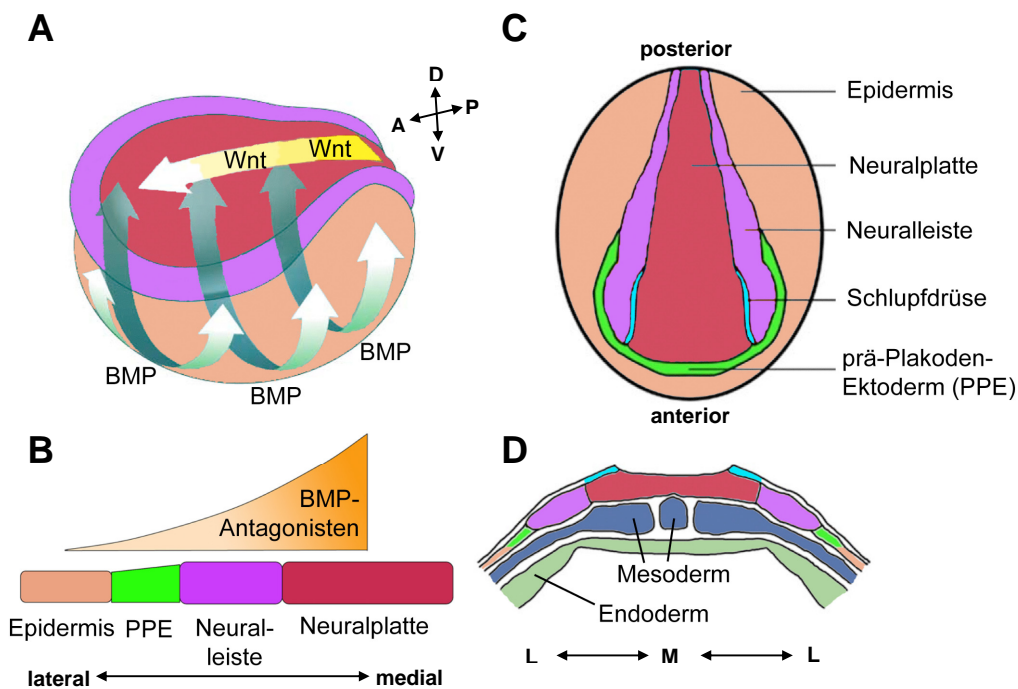 A
D
A
P
V
Wnt
Wnt
BMP
BMP
BMP
B
BMP-
Antagonisten
Epidermis
PPE
Neural-
leiste
Neuralplatte
lateral
medial
C
posterior
Epidermis
Neuralplatte
Neuralleiste
Schlupfdrüse
prä-Plakoden-
Ektoderm (PPE)
anterior
D
Mesoderm
Endoderm
L
M
L